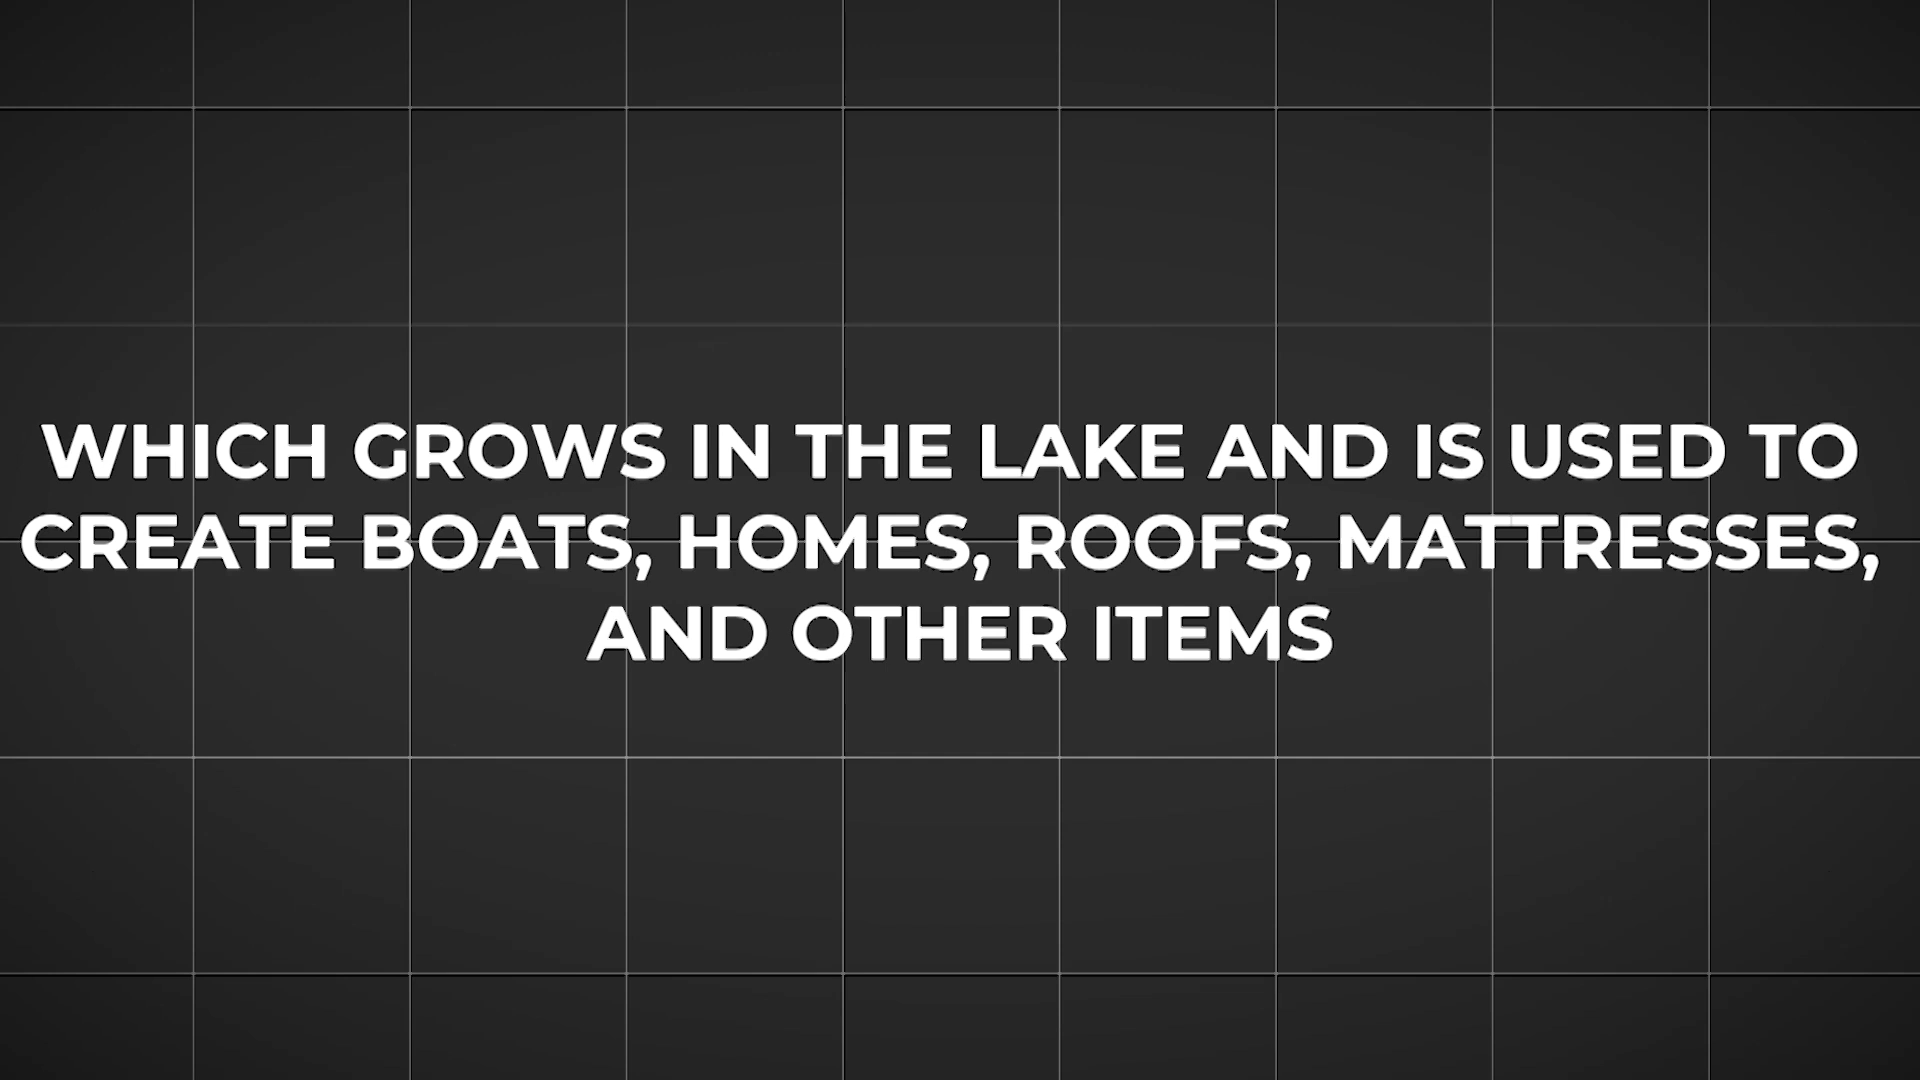 WHICH GROWS IN THE LAKE AND IS USED TO
CREATE BOATS, HOMES, ROOFS, MATTRESSES,
AND OTHER ITEMS